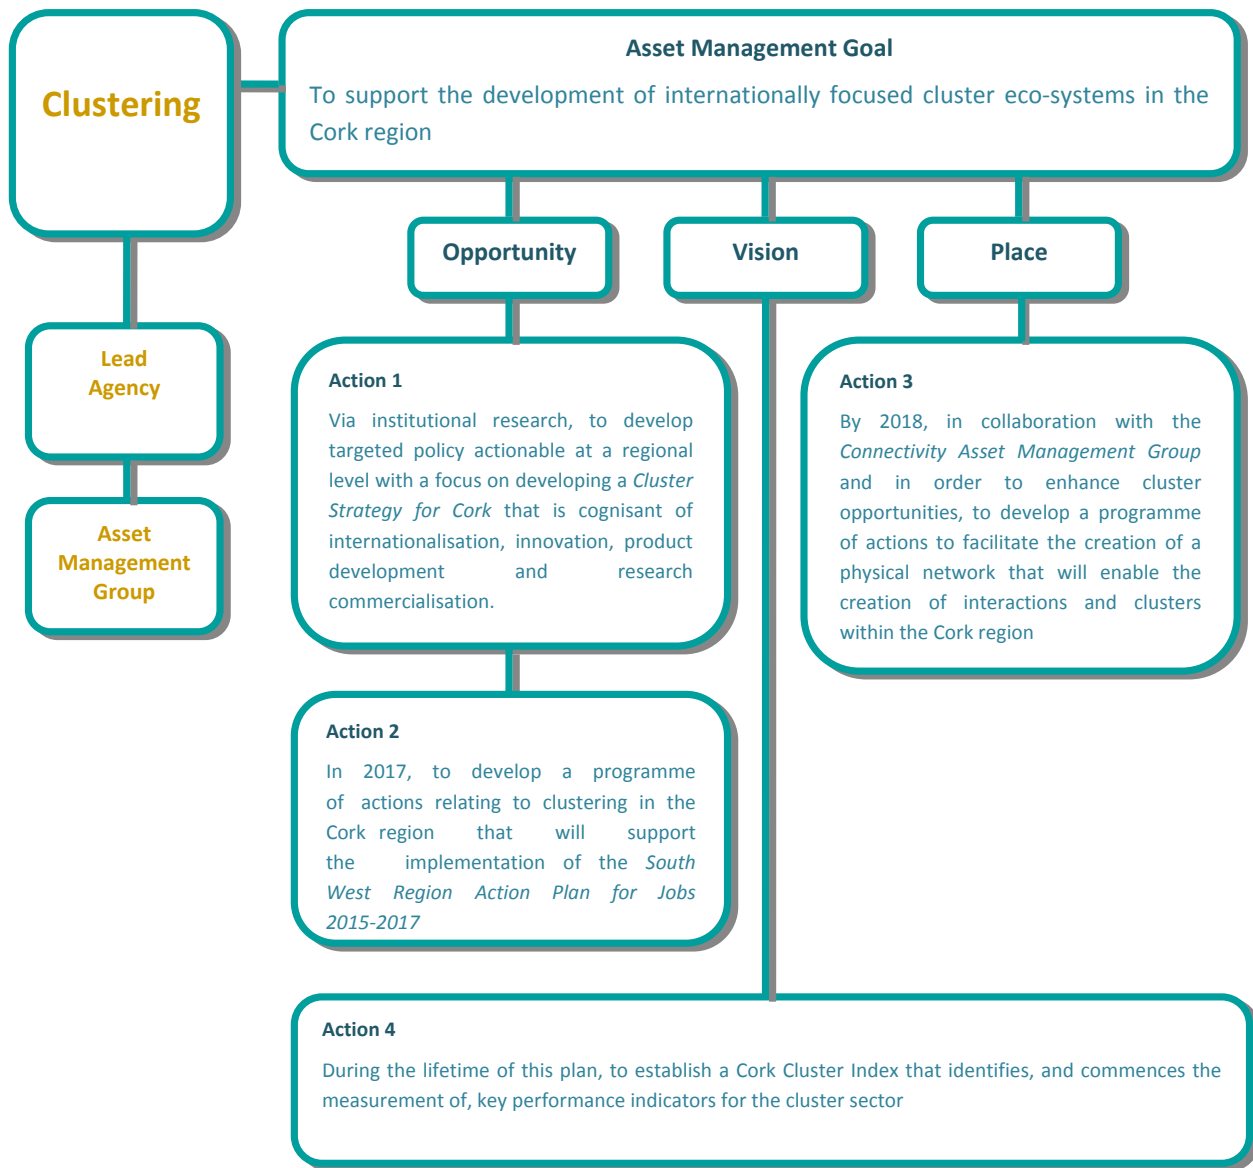 Clustering
Asset Management Goal
To support the development of internationally focused cluster eco-systems in the
Cork region
Opportunity
Vision
Place
Lead
Agency
Asset
Management
Group
Action 1
Via institutional research, to develop
targeted policy actionable at a regional
level with a focus on developing a Cluster
Strategy for Cork that is cognisant of
internationalisation, innovation, product
development and research
commercialisation.
Action 3
By 2018, in collaboration with the
Connectivity Asset Management Group
and in order to enhance cluster
opportunities, to develop a programme
of actions to facilitate the creation of a
physical network that will enable the
creation of interactions and clusters
within the Cork region
Action 2
In 2017, to develop a programme
of actions relating to clustering in the
Cork region that will support
the implementation of the South
West Region Action Plan for Jobs
2015-2017
Action 4
During the lifetime of this plan, to establish a Cork Cluster Index that identifies, and commences the
measurement of, key performance indicators for the cluster sector